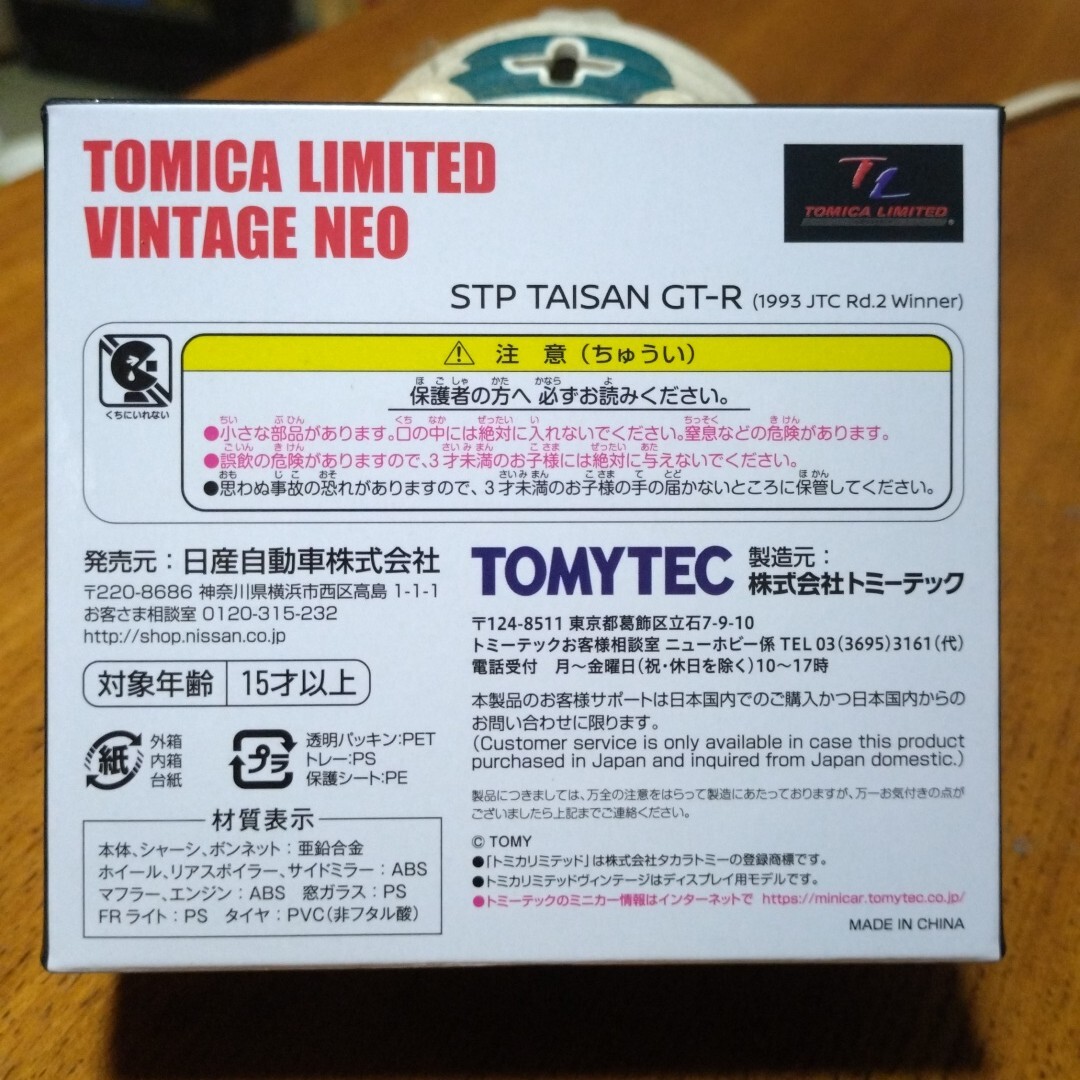 TOMICA LIMITED
VINTAGE NEO
TL
TOMICA LIMITED
STP TAISAN GT-R (1993 JTC Rd.2 Winner)
くちにいれない
⚠ 注 意(ちゅうい)
保護者の方へ 必ずお読みください。
●小さな部品があります。口の中には絶対に入れないでください。窒息などの危険があります。
●誤飲の危険がありますので、3才未満のお子様には絶対に与えないでください。
●思わぬ事故の恐れがありますので、3才未満のお子様の手の届かないところに保管してください。
発売元:日産自動車株式会社
〒220-8686 神奈川県横浜市西区高島 1-1-1
お客さま相談室 0120-315-232
http://shop.nissan.co.jp
対象年齢 15才以上
紙 外箱
内箱
台紙
プラ 透明パッキン:PET
トレー:PS
保護シート:PE
材質表示
本体、シャーシ、ボンネット:亜鉛合金
ホイール、リアスポイラー、サイドミラー:ABS
マフラー、エンジン:ABS 窓ガラス:PS
FRライト:PS タイヤ:PVC(非フタル酸)
TOMYTEC 製造元:
株式会社トミーテック
〒124-8511 東京都葛飾区立石7-9-10
トミーテックお客様相談室 ニューホビー係 TEL 03(3695)3161(代)
電話受付 月〜金曜日(祝・休日を除く)10〜17時
本製品のお客様サポートは日本国内でのご購入かつ日本国内からの
お問い合わせに限ります。
(Customer service is only available in case this product
purchased in Japan and inquired from Japan domestic.)
製品につきましては、万全の注意をはらって製造にあたっておりますが、万一お気付きの点が
ございましたら上記までご連絡ください。
© TOMY
●「トミカリミテッド」は株式会社タカラトミーの登録商標です。
●トミカリミテッドヴィンテージはディスプレイ用モデルです。
●トミーテックのミニカー情報はインターネットで https://minicar.tomytec.co.jp/
MADE IN CHINA